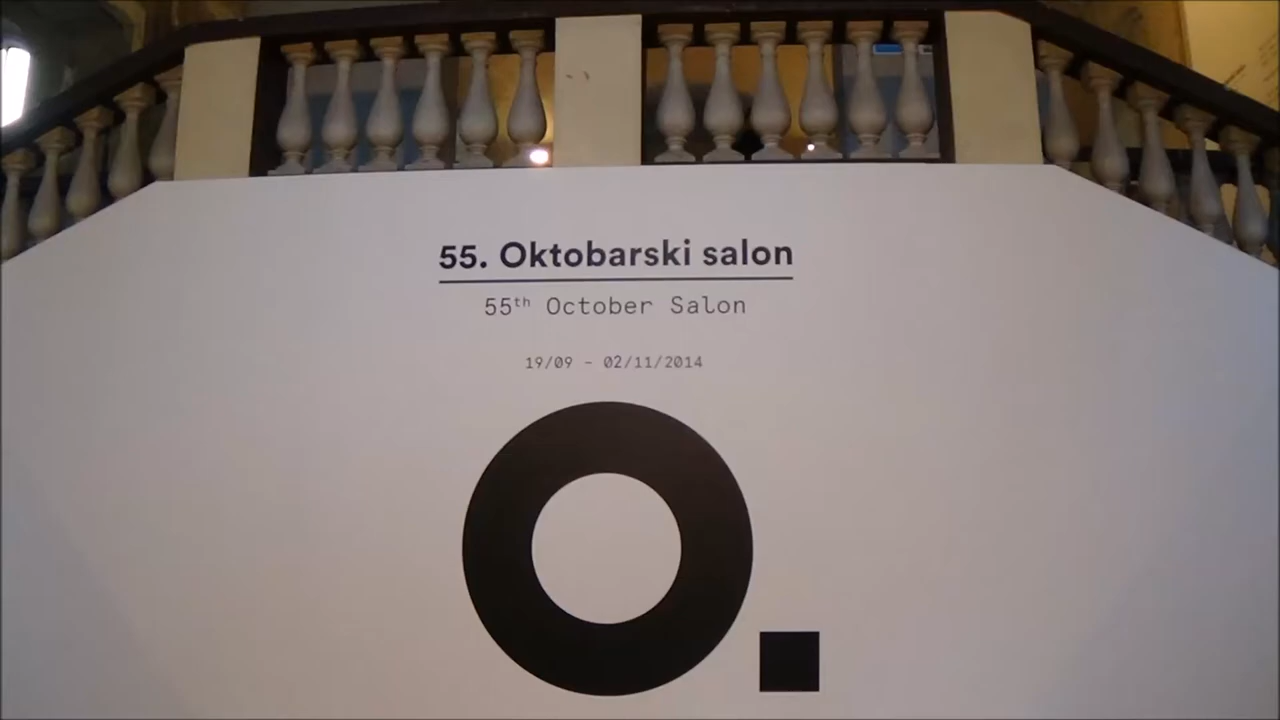 55. Oktobarski salon
55th October Salon
19/09 - 02/11/2014
O.